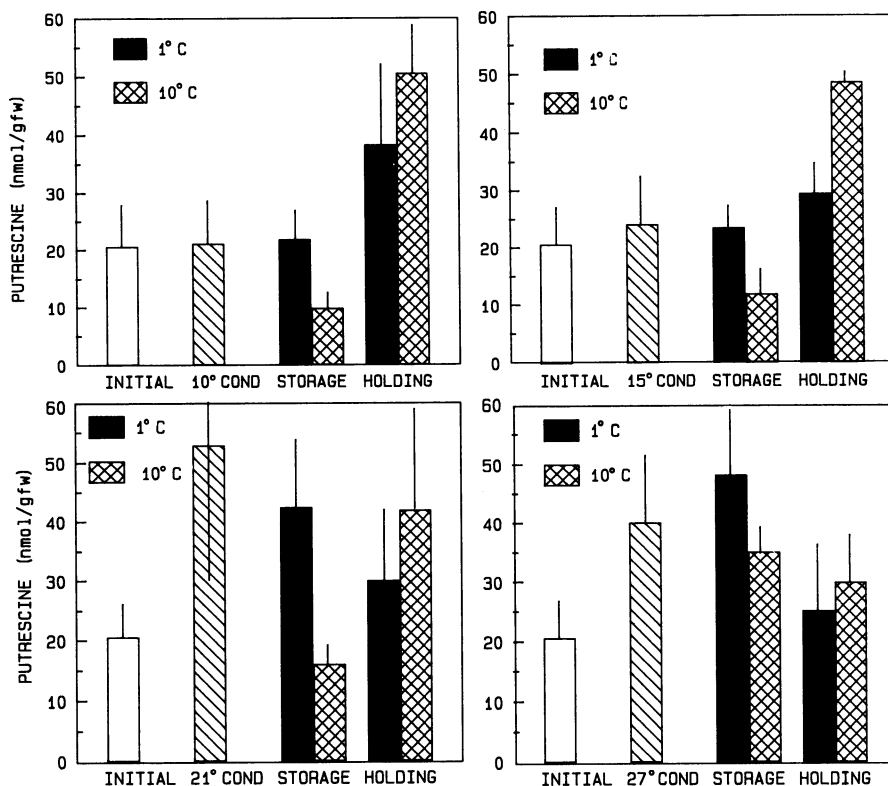 60
50
40
30
20
10
0
PUTRESCINE (nmol/gfw)
1° C
10° C
INITIAL 10° COND STORAGE HOLDING
60
50
40
30
20
10
0
1° C
10° C
INITIAL 15° COND STORAGE HOLDING
60
50
40
30
20
10
0
PUTRESCINE (nmol/gfw)
1° C
10° C
INITIAL 21° COND STORAGE HOLDING
60
50
40
30
20
10
0
1° C
10° C
INITIAL 27° COND STORAGE HOLDING